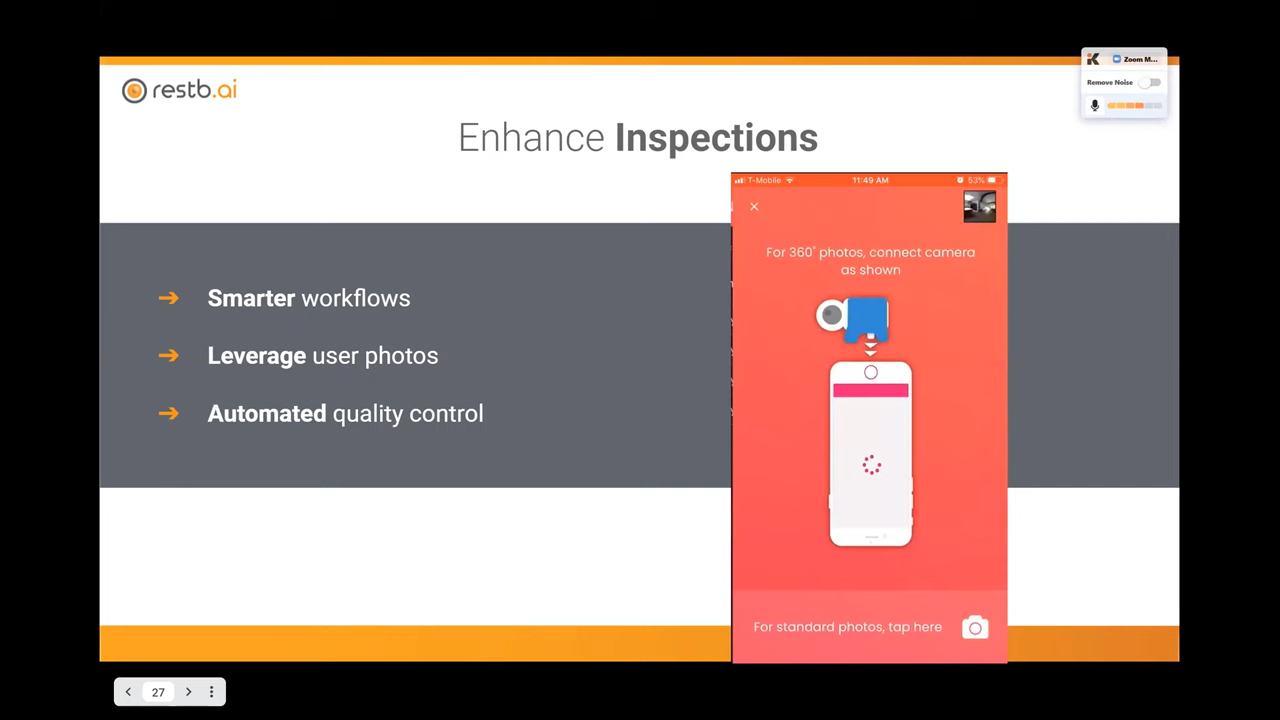 restb.ai
Enhance Inspections
➔ Smarter workflows
➔ Leverage user photos
➔ Automated quality control
T-Mobile
11:49 AM
53%
For 360° photos, connect camera
as shown
For standard photos, tap here
Zoom M...
Remove Noise
27